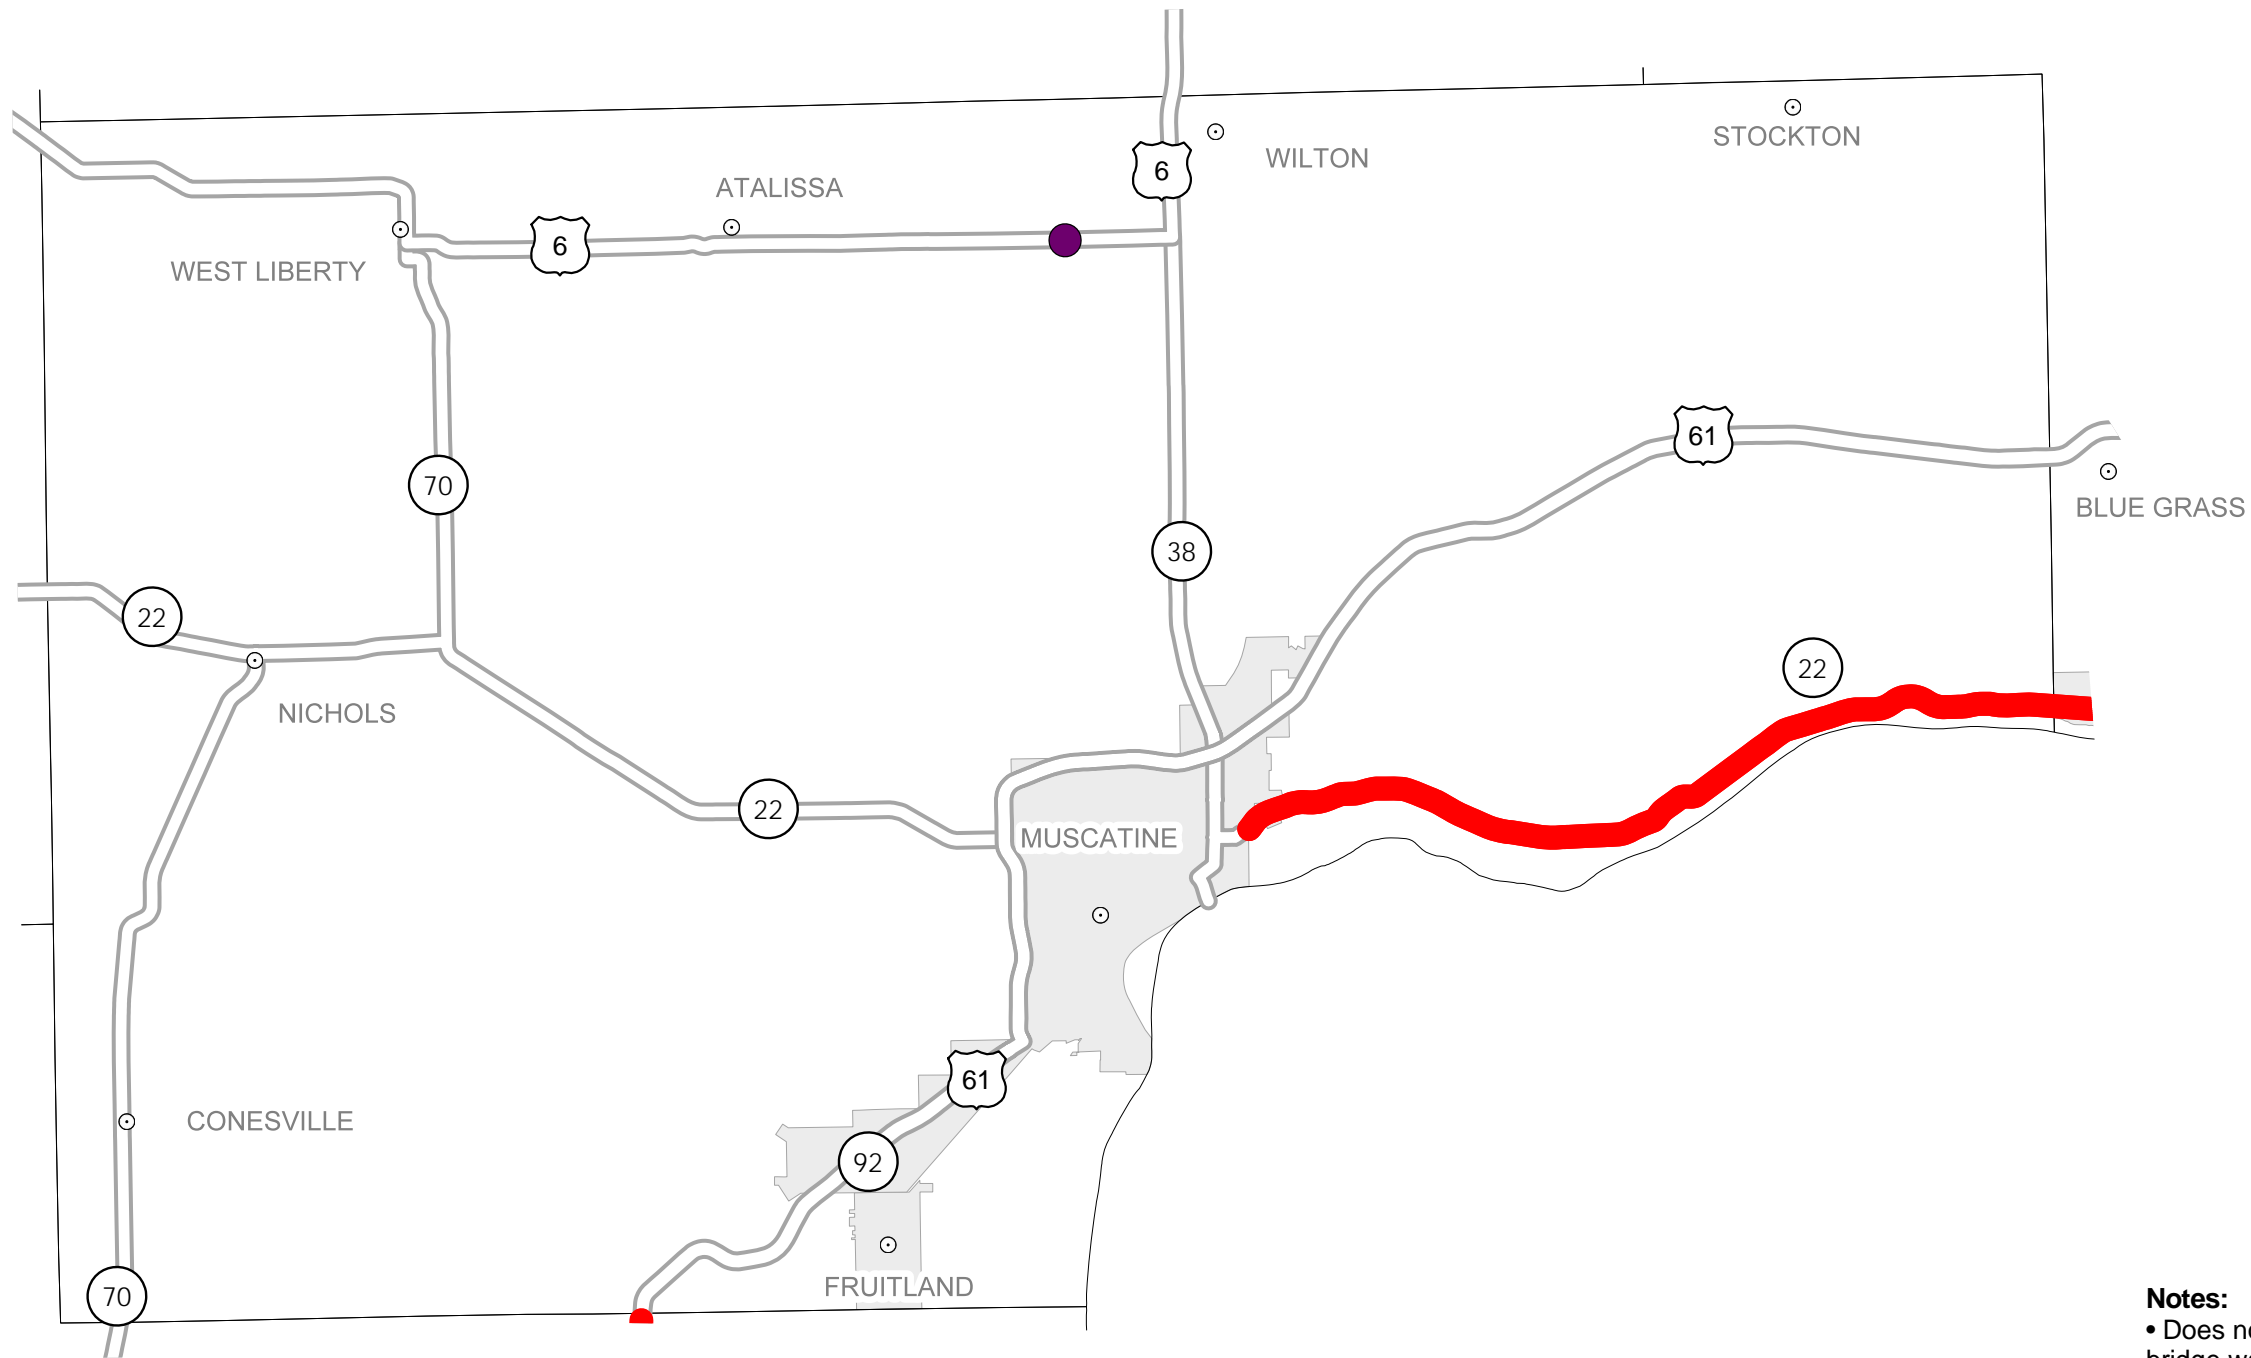 STOCKTON
WILTON
6
ATALISSA
6
WEST LIBERTY
61
70
BLUE GRASS
38
22
22
NICHOLS
22
MUSCATINE
61
CONESVILLE
92
FRUITLAND
70
Notes:
• Does